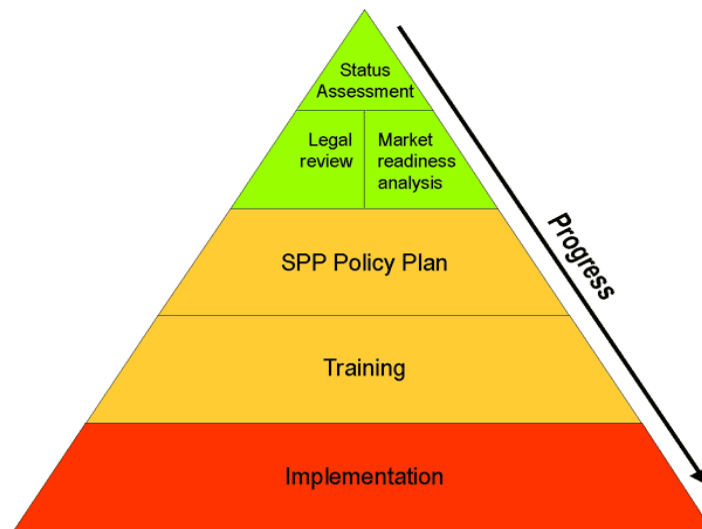 Status
Assessment
Legal
review
Market
readiness
analysis
SPP Policy Plan
Training
Implementation
Progress